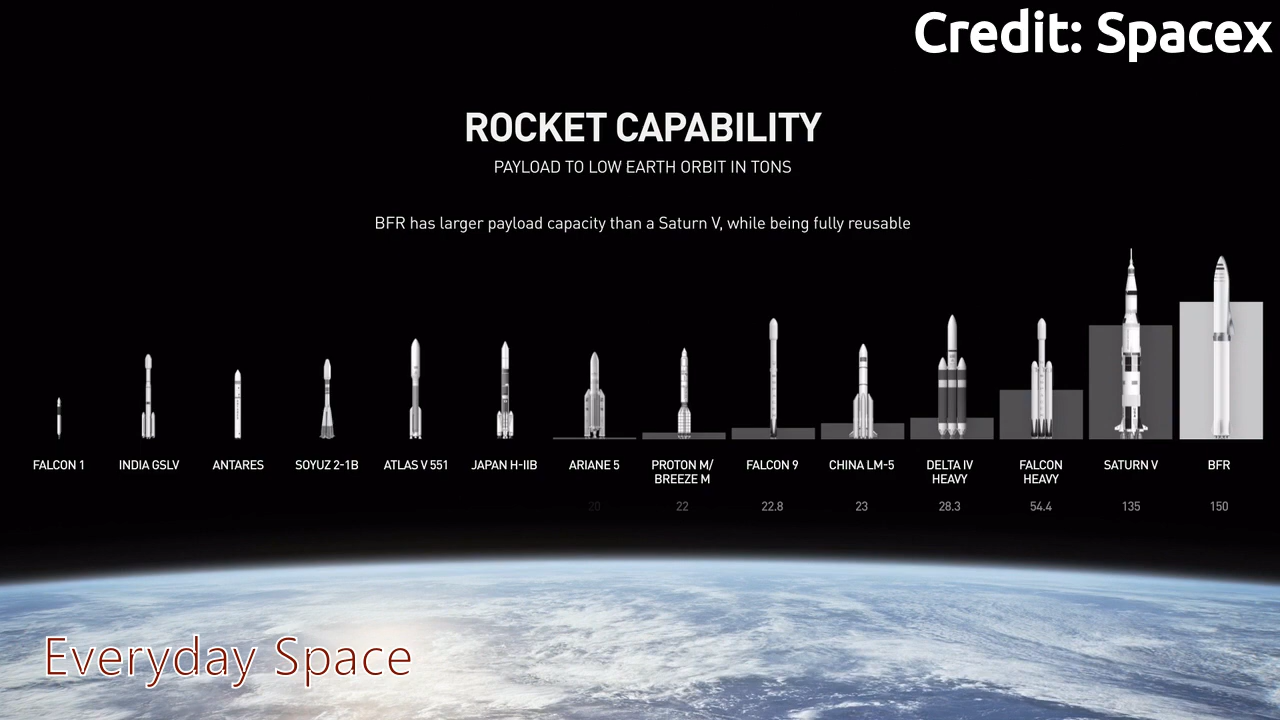 Credit: Spacex
ROCKET CAPABILITY
PAYLOAD TO LOW EARTH ORBIT IN TONS
BFR has larger payload capacity than a Saturn V, while being fully reusable
FALCON 1 INDIA GSLV ANTARES SOYUZ 2-1B ATLAS V 551 JAPAN H-IIB ARIANE 5 PROTON M/ FALCON 9 CHINA LM-5 DELTA IV FALCON SATURN V BFR
BREEZE M HEAVY HEAVY
20 22 22.8 23 28.3 54.4 135 150
Everyday Space